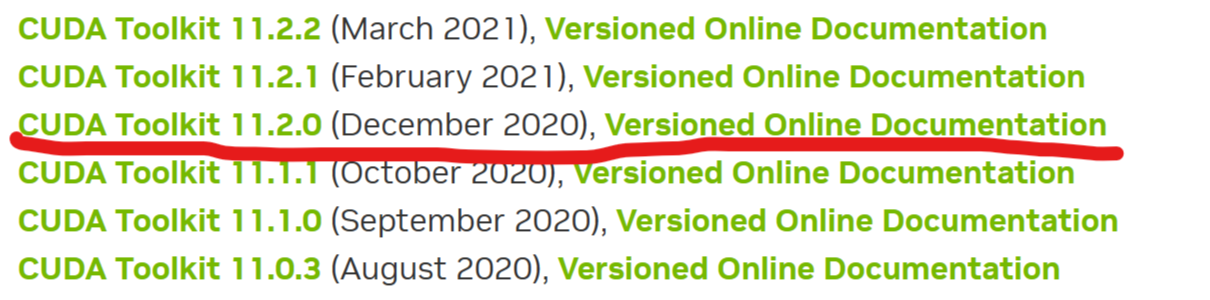 CUDA Toolkit 11.2.2 (March 2021), Versioned Online Documentation
CUDA Toolkit 11.2.1 (February 2021), Versioned Online Documentation
CUDA Toolkit 11.2.0 (December 2020), Versioned Online Documentation
CUDA Toolkit 11.1.1 (October 2020), Versioned Online Documentation
CUDA Toolkit 11.1.0 (September 2020), Versioned Online Documentation
CUDA Toolkit 11.0.3 (August 2020), Versioned Online Documentation